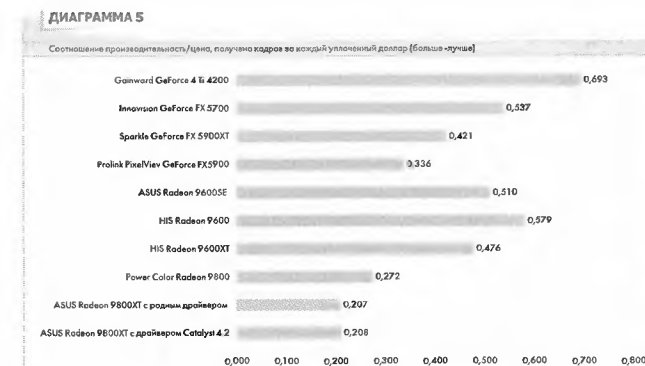 ДИАГРАММА 5
Соотношение производительность/цена, получено кадров за каждый уплаченный доллар (больше -лучше)
Gainward GeForce 4 Ti 4200 0,693
Innovision GeForce FX 5700 0,537
Sparkle GeForce FX 5900XT 0,421
Prolink PixelViev GeForce FX5900 0,336
ASUS Radeon 9600SE 0,510
HIS Radeon 9600 0,579
HIS Radeon 9600XT 0,476
Power Color Radeon 9800 0,272
ASUS Radeon 9800XT с родным драйвером 0,207
ASUS Radeon 9800XT с драйвером Catalyst 4.2 0,208
0,000 0,100 0,200 0,300 0,400 0,500 0,600 0,700 0,800